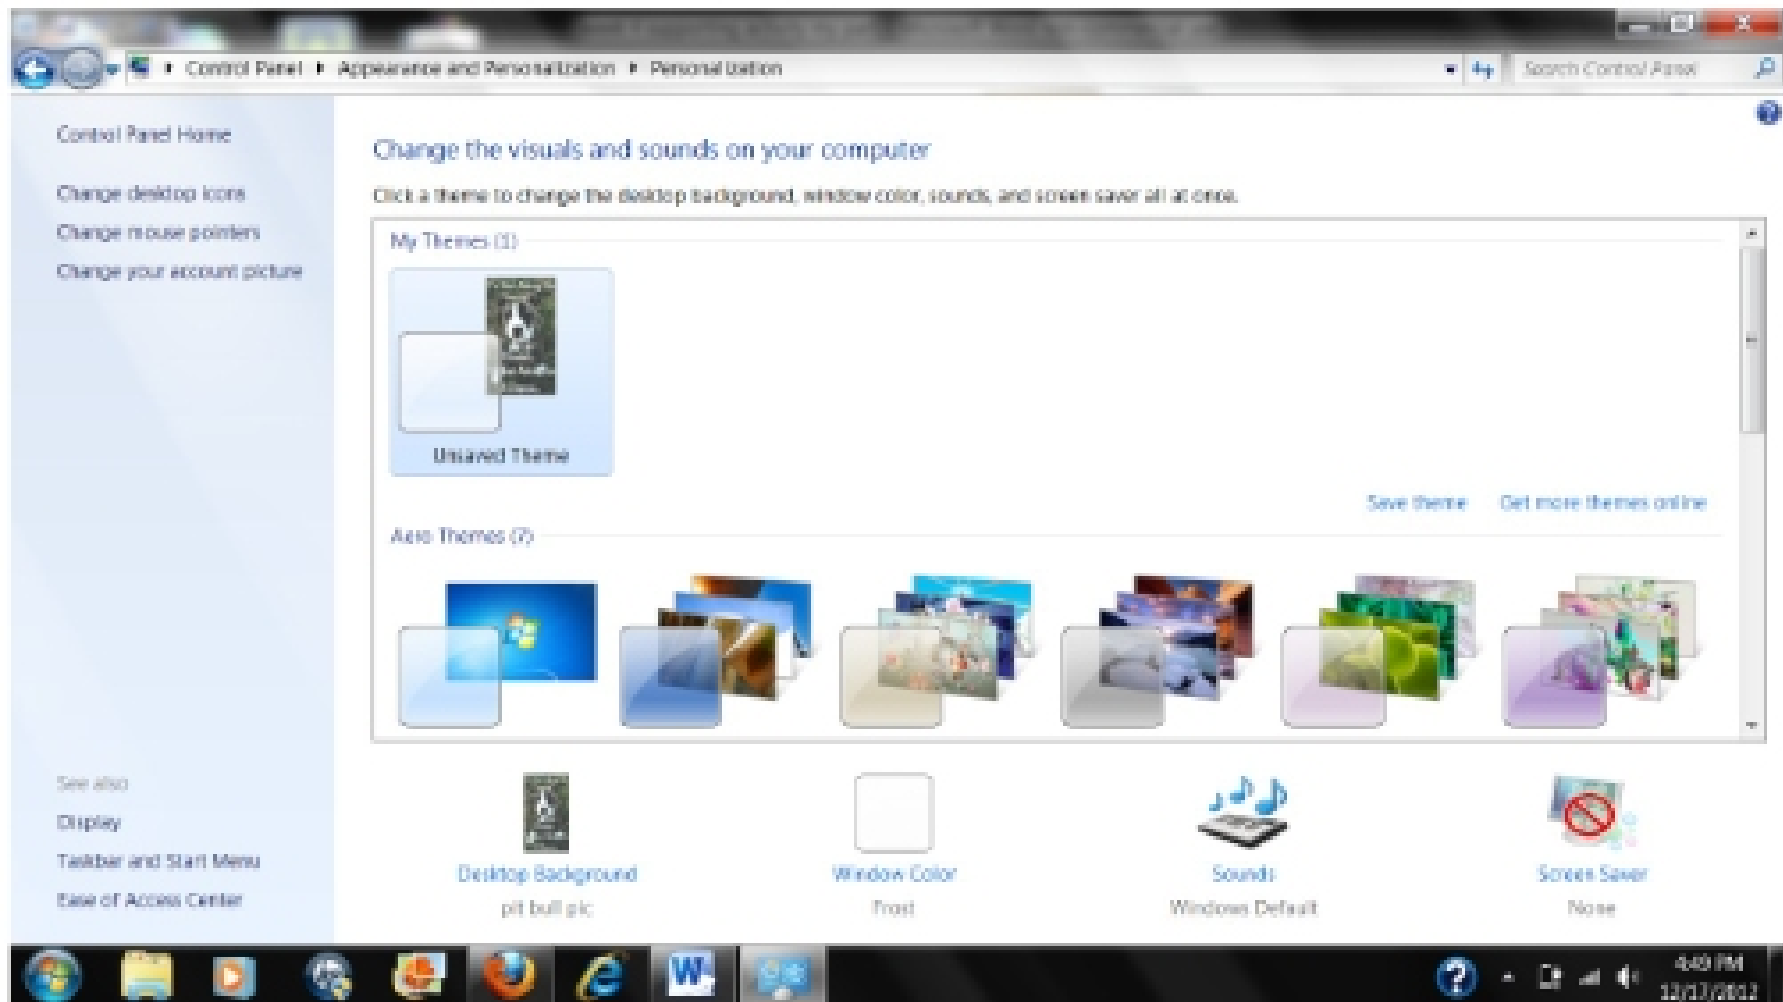 Control Panel Appearance and Personalization Personalization
Search Control Panel
Control Panel Home
Change desktop icons
Change mouse pointers
Change your account picture
Change the visuals and sounds on your computer
Click a theme to change the desktop background, window color, sounds, and screen saver all at once.
My Themes (1)
Unsaved Theme
Save theme Get more themes online
Aero Themes (7)
See also
Display
Taskbar and Start Menu
Ease of Access Center
Desktop Background
pit bull pic
Window Color
Frost
Sounds
Windows Default
Screen Saver
None
4:49 PM
12/17/2012